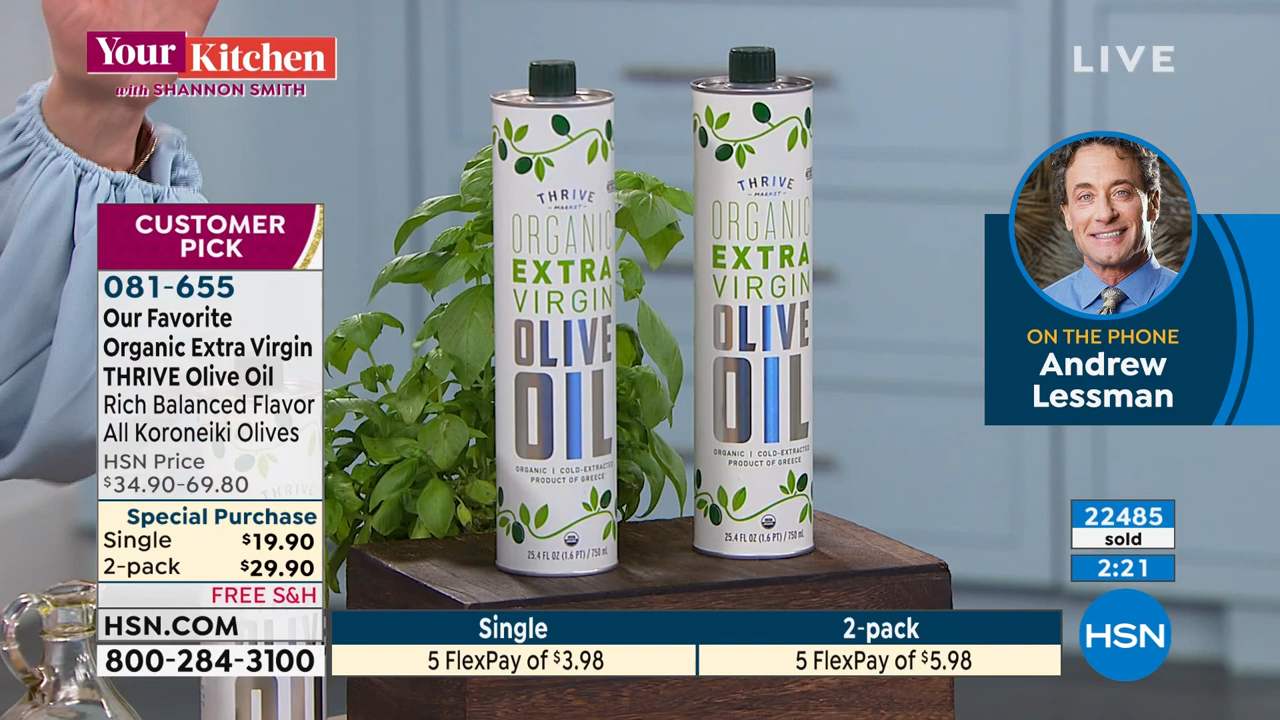 Your Kitchen
with SHANNON SMITH
LIVE
CUSTOMER
PICK
081-655
Our Favorite
Organic Extra Virgin
THRIVE Olive Oil
Rich Balanced Flavor
All Koroneiki Olives
HSN Price
$34.90-69.80
Special Purchase
Single $19.90
2-pack $29.90
FREE S&H
HSN.COM
800-284-3100
THRIVE
MARKET
ORGANIC
EXTRA
VIRGIN
OLIVE
OIL
ORGANIC | COLD-EXTRACTED
PRODUCT OF GREECE
25.4 FL OZ (1.6 PT) / 750 mL
THRIVE
MARKET
ORGANIC
EXTRA
VIRGIN
OLIVE
OIL
ORGANIC | COLD-EXTRACTED
PRODUCT OF GREECE
25.4 FL OZ (1.6 PT) / 750 mL
ON THE PHONE
Andrew
Lessman
22485
sold
2:21
HSN
Single 2-pack
5 FlexPay of $3.98 5 FlexPay of $5.98
OIL